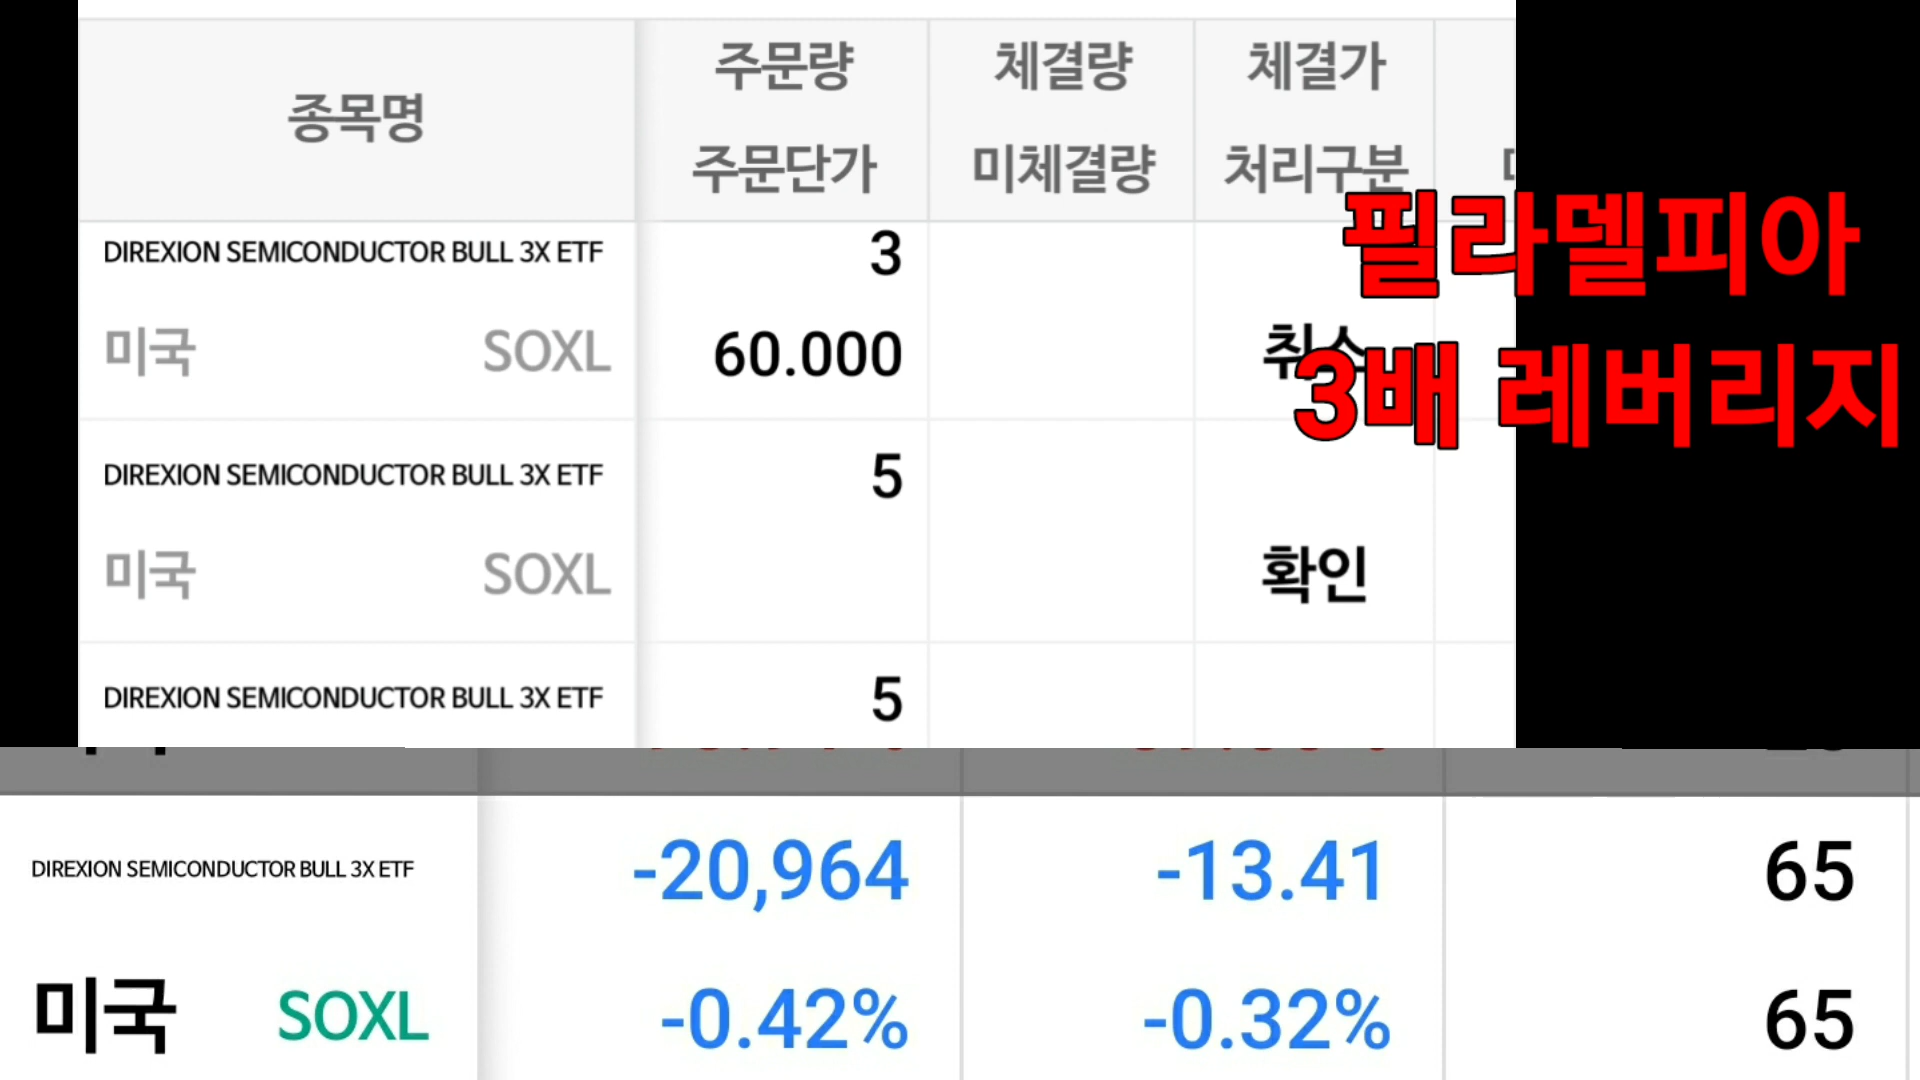 종목명
주문량
주문단가
체결량
미체결량
체결가
처리구분
필라델피아
3배 레버리지
DIREXION SEMICONDUCTOR BULL 3X ETF
3
미국 SOXL
60.000
취소
DIREXION SEMICONDUCTOR BULL 3X ETF
5
미국 SOXL
확인
DIREXION SEMICONDUCTOR BULL 3X ETF
5
DIREXION SEMICONDUCTOR BULL 3X ETF
-20,964
-13.41
65
미국 SOXL
-0.42%
-0.32%
65